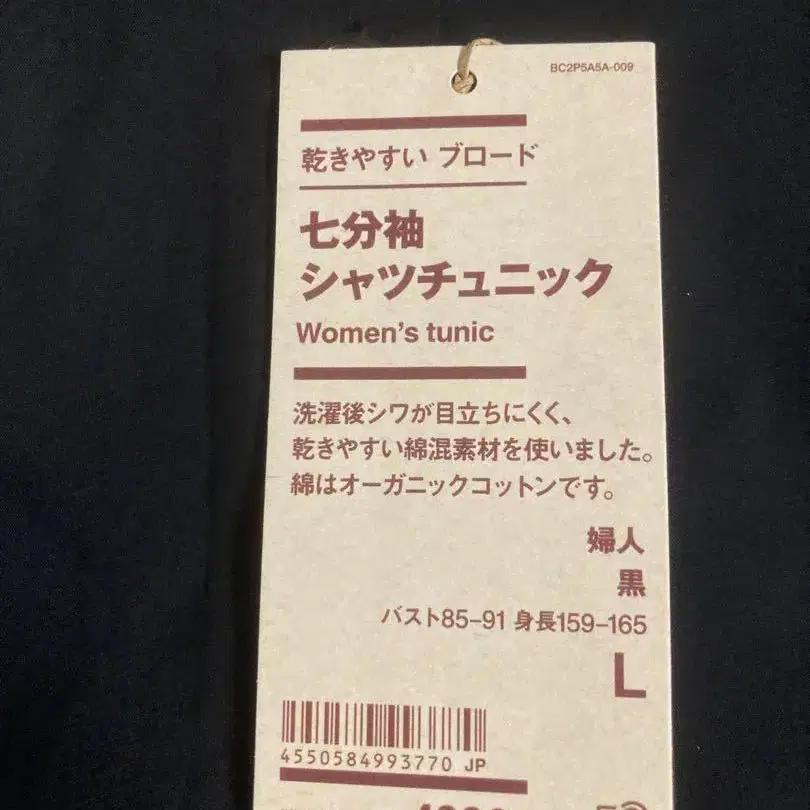 BC2P5A5A-009
乾きやすい ブロード
七分袖
シャツチュニック
Women's tunic
洗濯後シワが目立ちにくく、
乾きやすい綿混素材を使いました。
綿はオーガニックコットンです。
婦人
黒
バスト85-91 身長159-165
L
4550584993770 JP